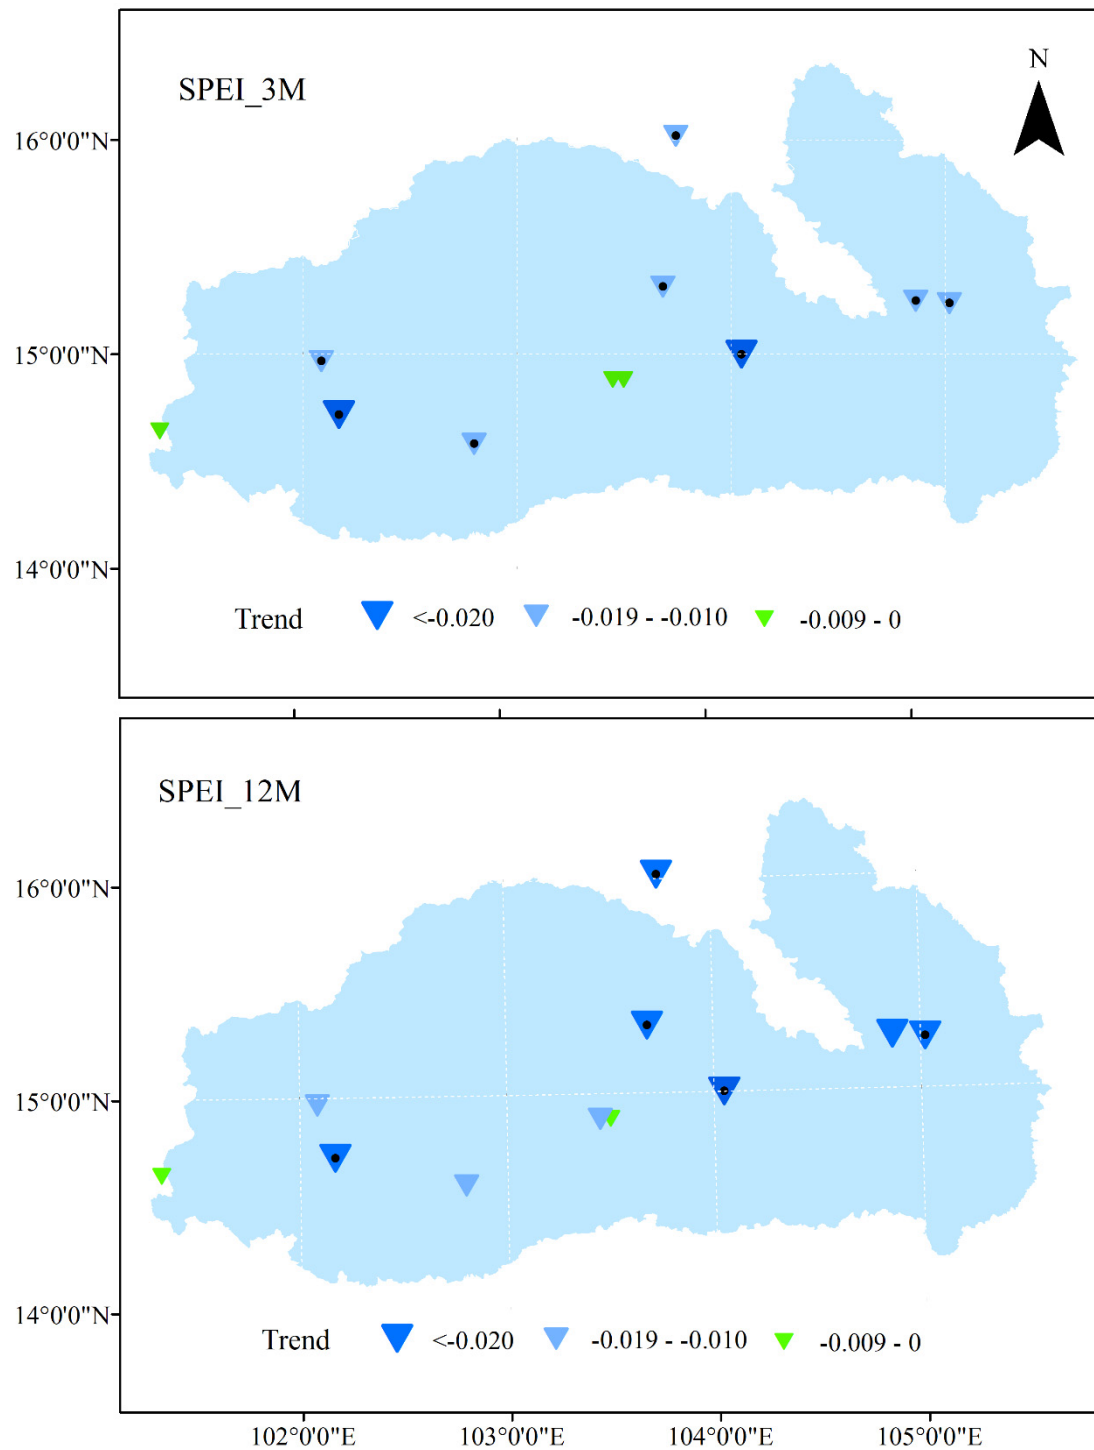 SPEI_3M
N
16°0'0"N
15°0'0"N
14°0'0"N
Trend <-0.020 -0.019 - -0.010 -0.009 - 0
SPEI_12M
16°0'0"N
15°0'0"N
14°0'0"N
Trend <-0.020 -0.019 - -0.010 -0.009 - 0
102°0'0"E 103°0'0"E 104°0'0"E 105°0'0"E